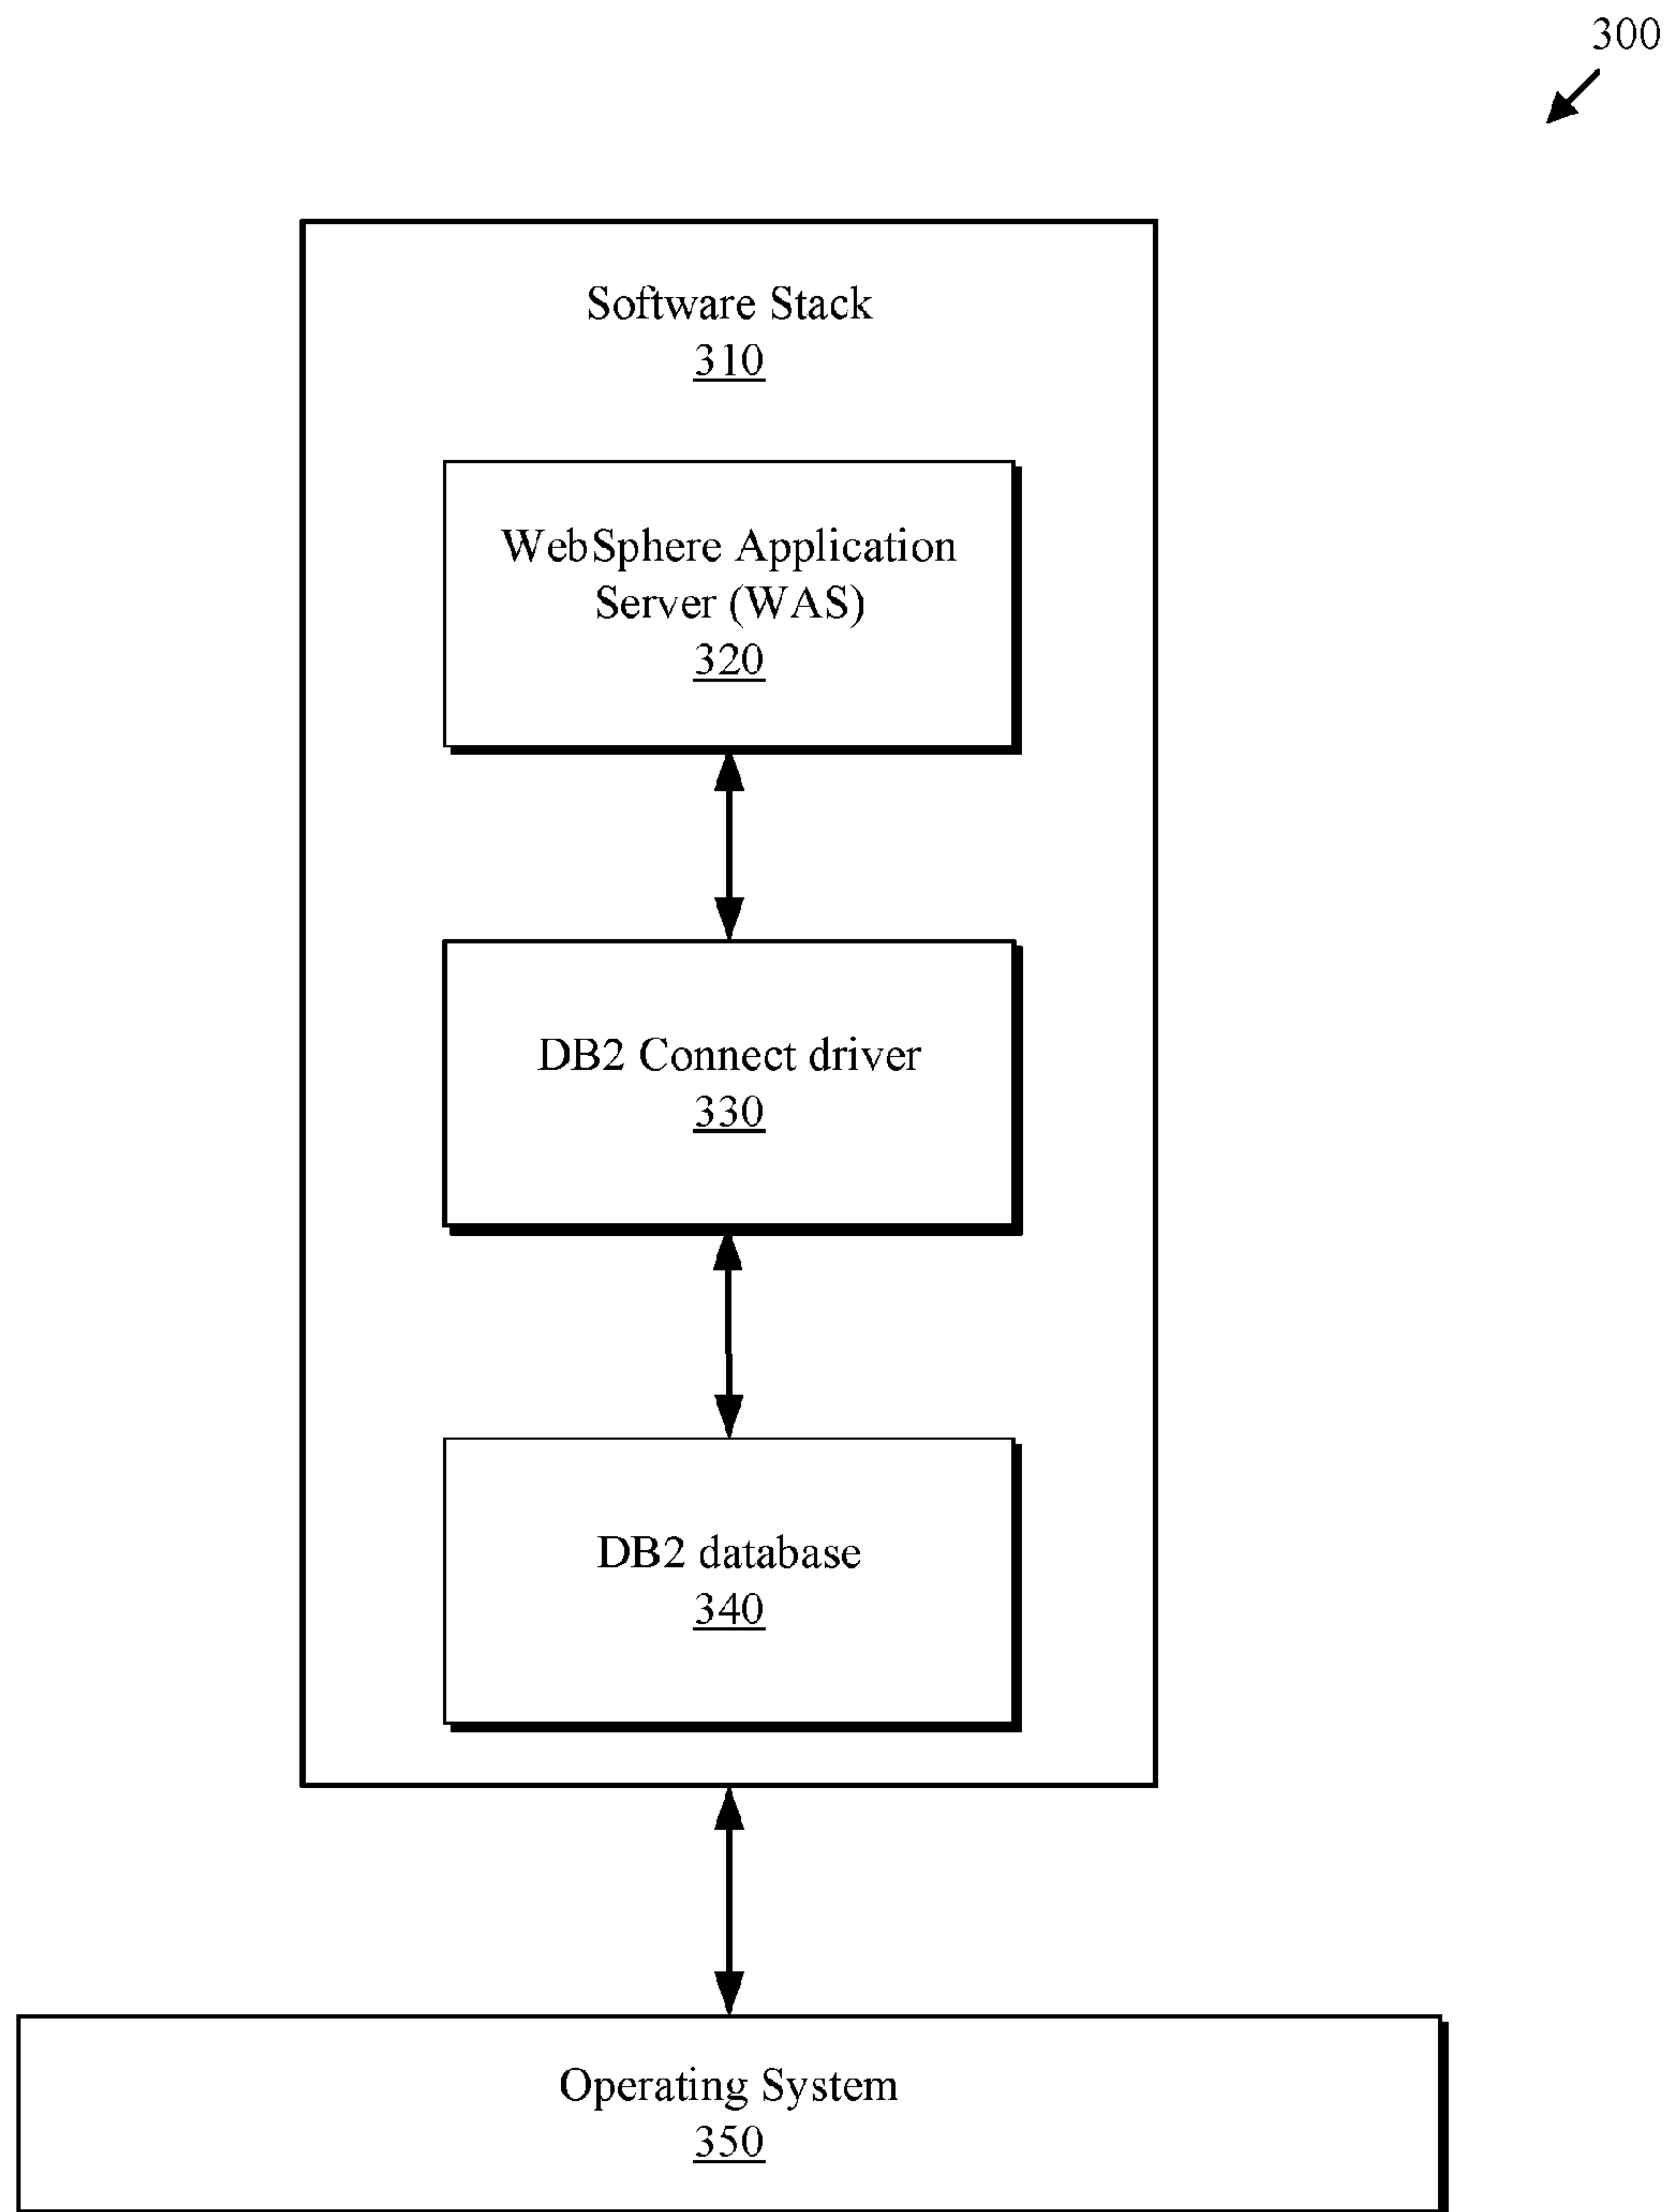 300
Software Stack
310
WebSphere Application
Server (WAS)
320
DB2 Connect driver
330
DB2 database
340
Operating System
350